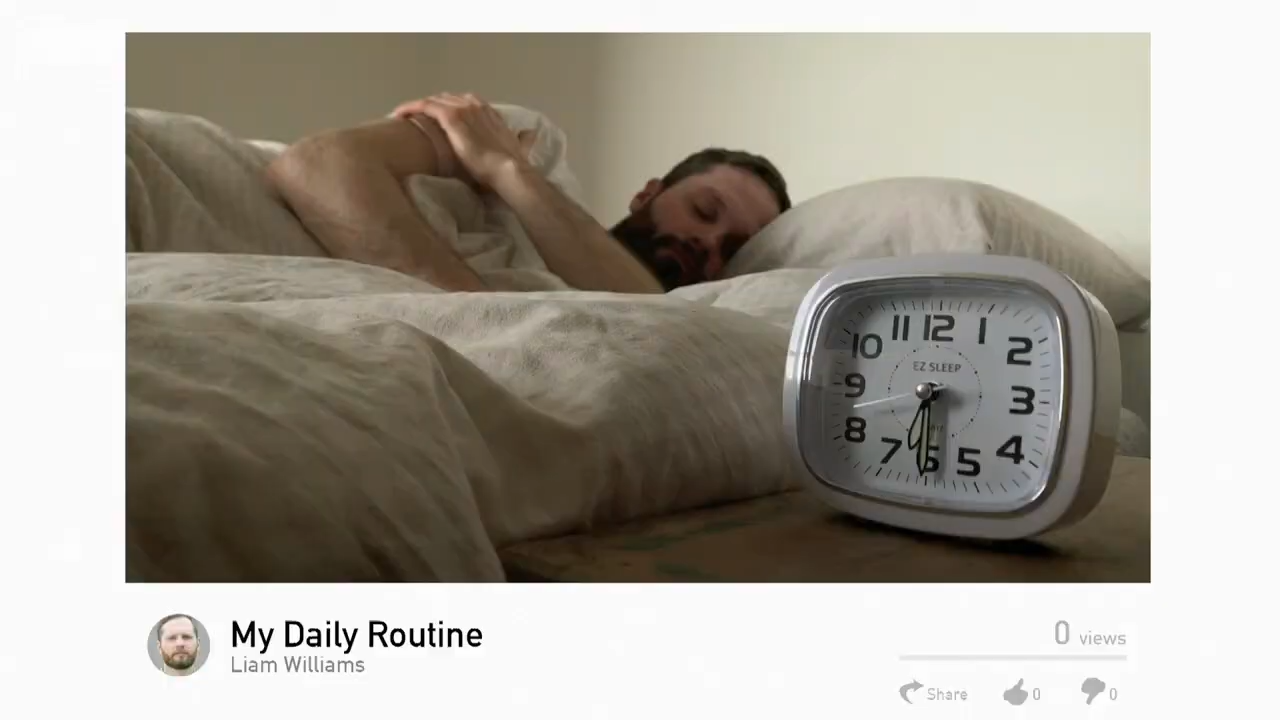 11 12 1
10 2
EZ SLEEP
9 3
8 4
7 6 5
My Daily Routine
Liam Williams
0 views
Share 0 0